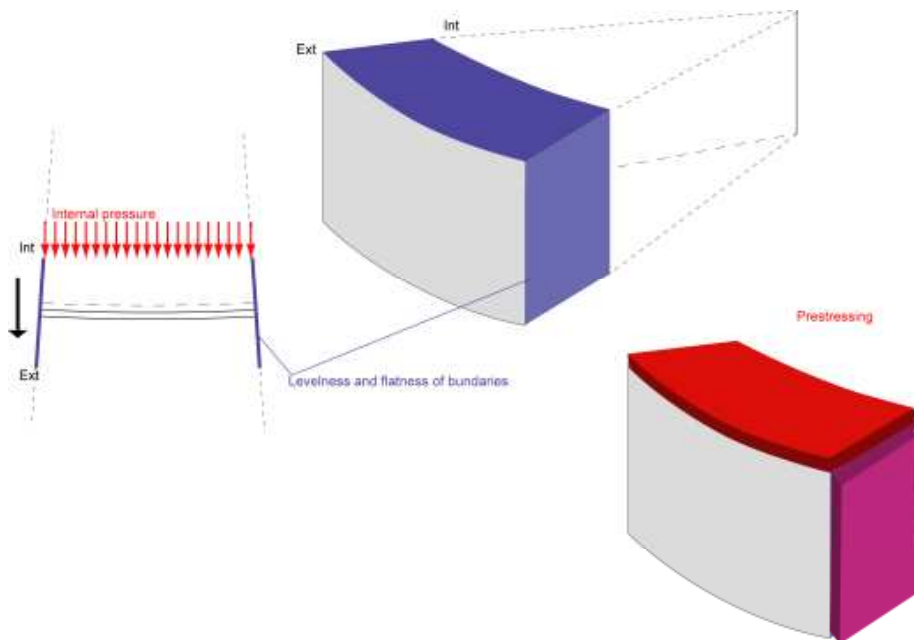 Int
Ext
Internal pressure
Int
Ext
Levelness and flatness of bundaries
Prestressing